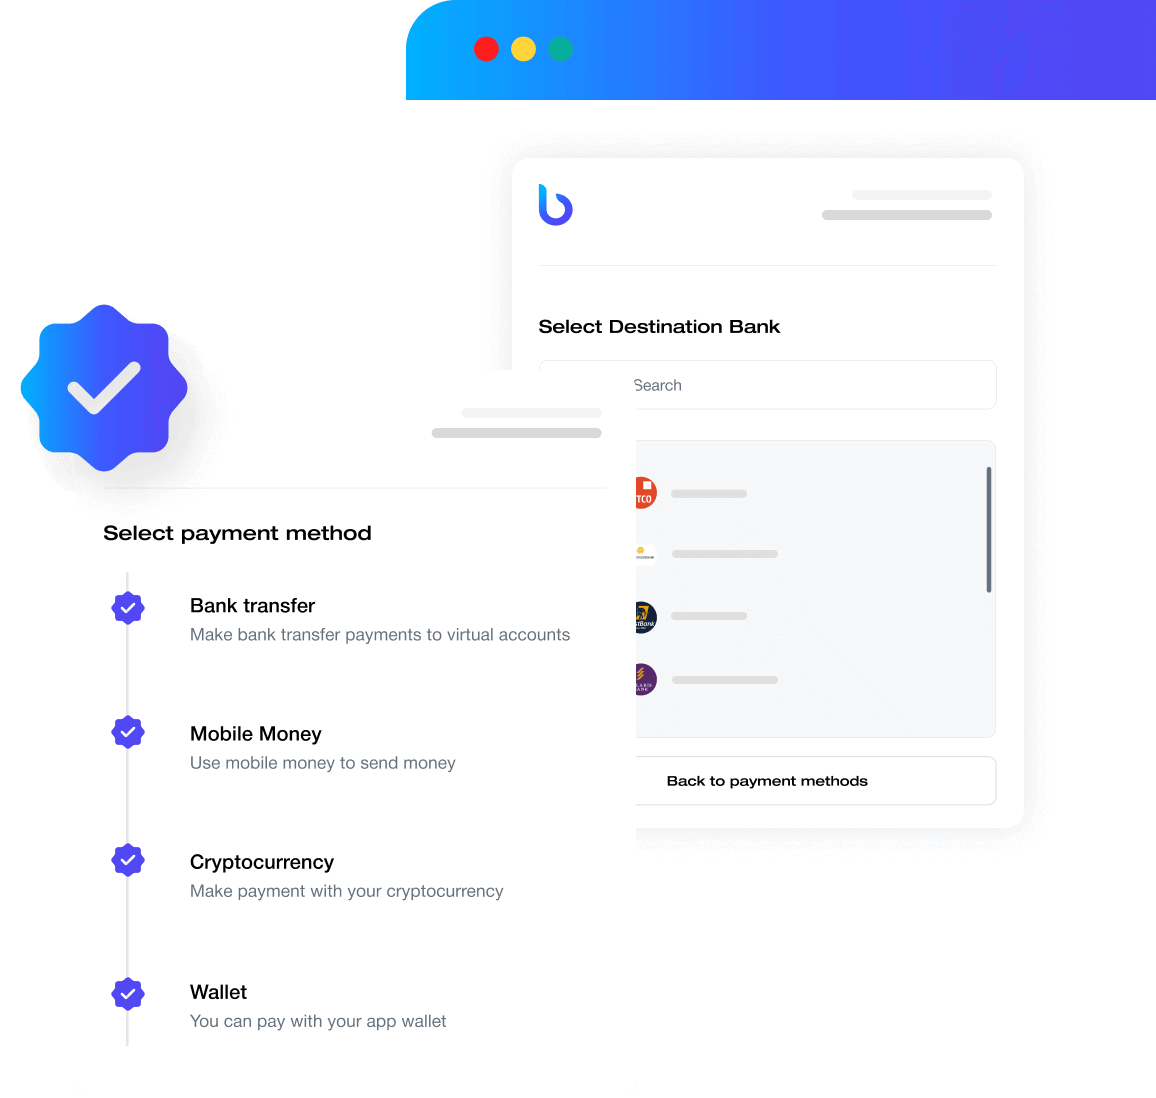 Select Destination Bank
Search
Back to payment methods
Select payment method
Bank transfer
Make bank transfer payments to virtual accounts
Mobile Money
Use mobile money to send money
Cryptocurrency
Make payment with your cryptocurrency
Wallet
You can pay with your app wallet